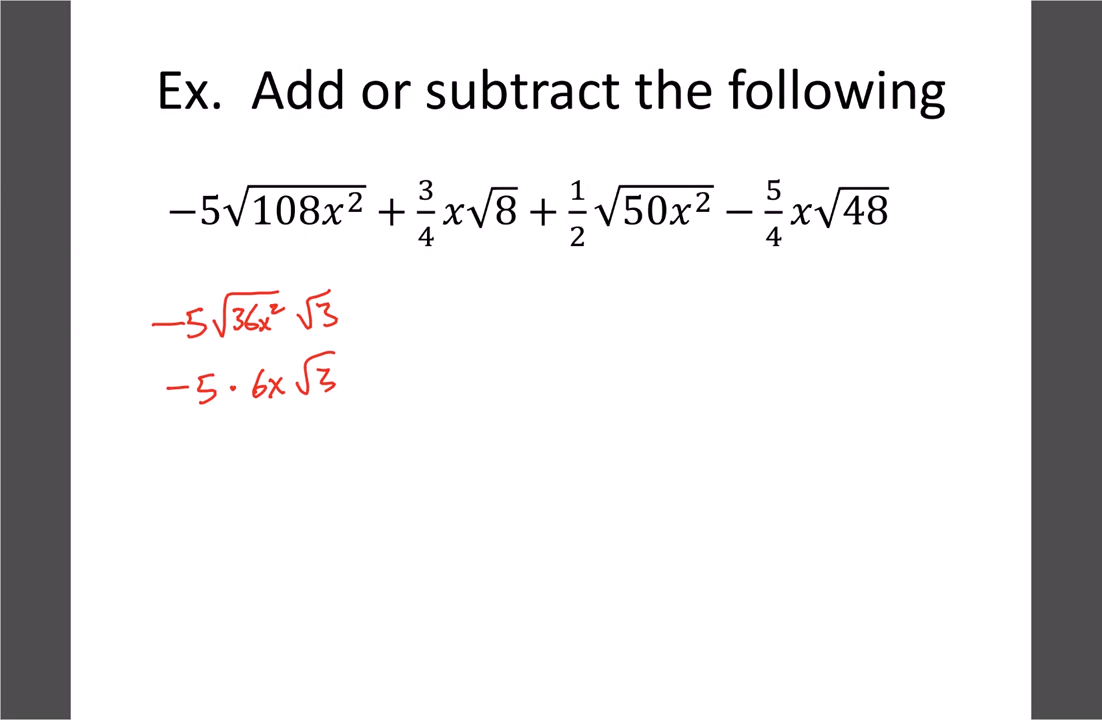 Ex. Add or subtract the following
−5√108x² + 3/4 x√8 + 1/2 √50x² − 5/4 x√48
−5√36x² √3
−5 · 6x √3